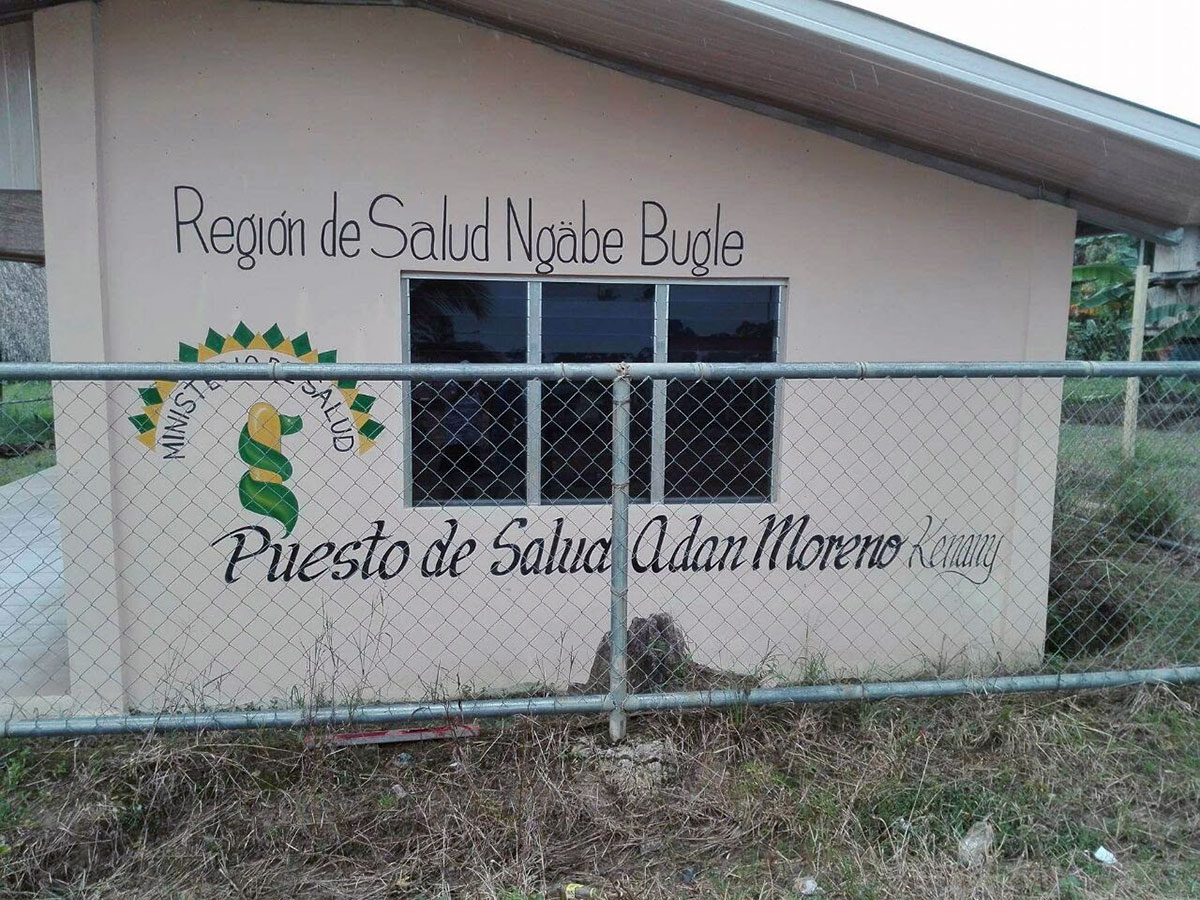 Región de Salud Ngäbe Bugle
MINISTERIO DE SALUD
Puesto de Salud Adan Moreno Kenany